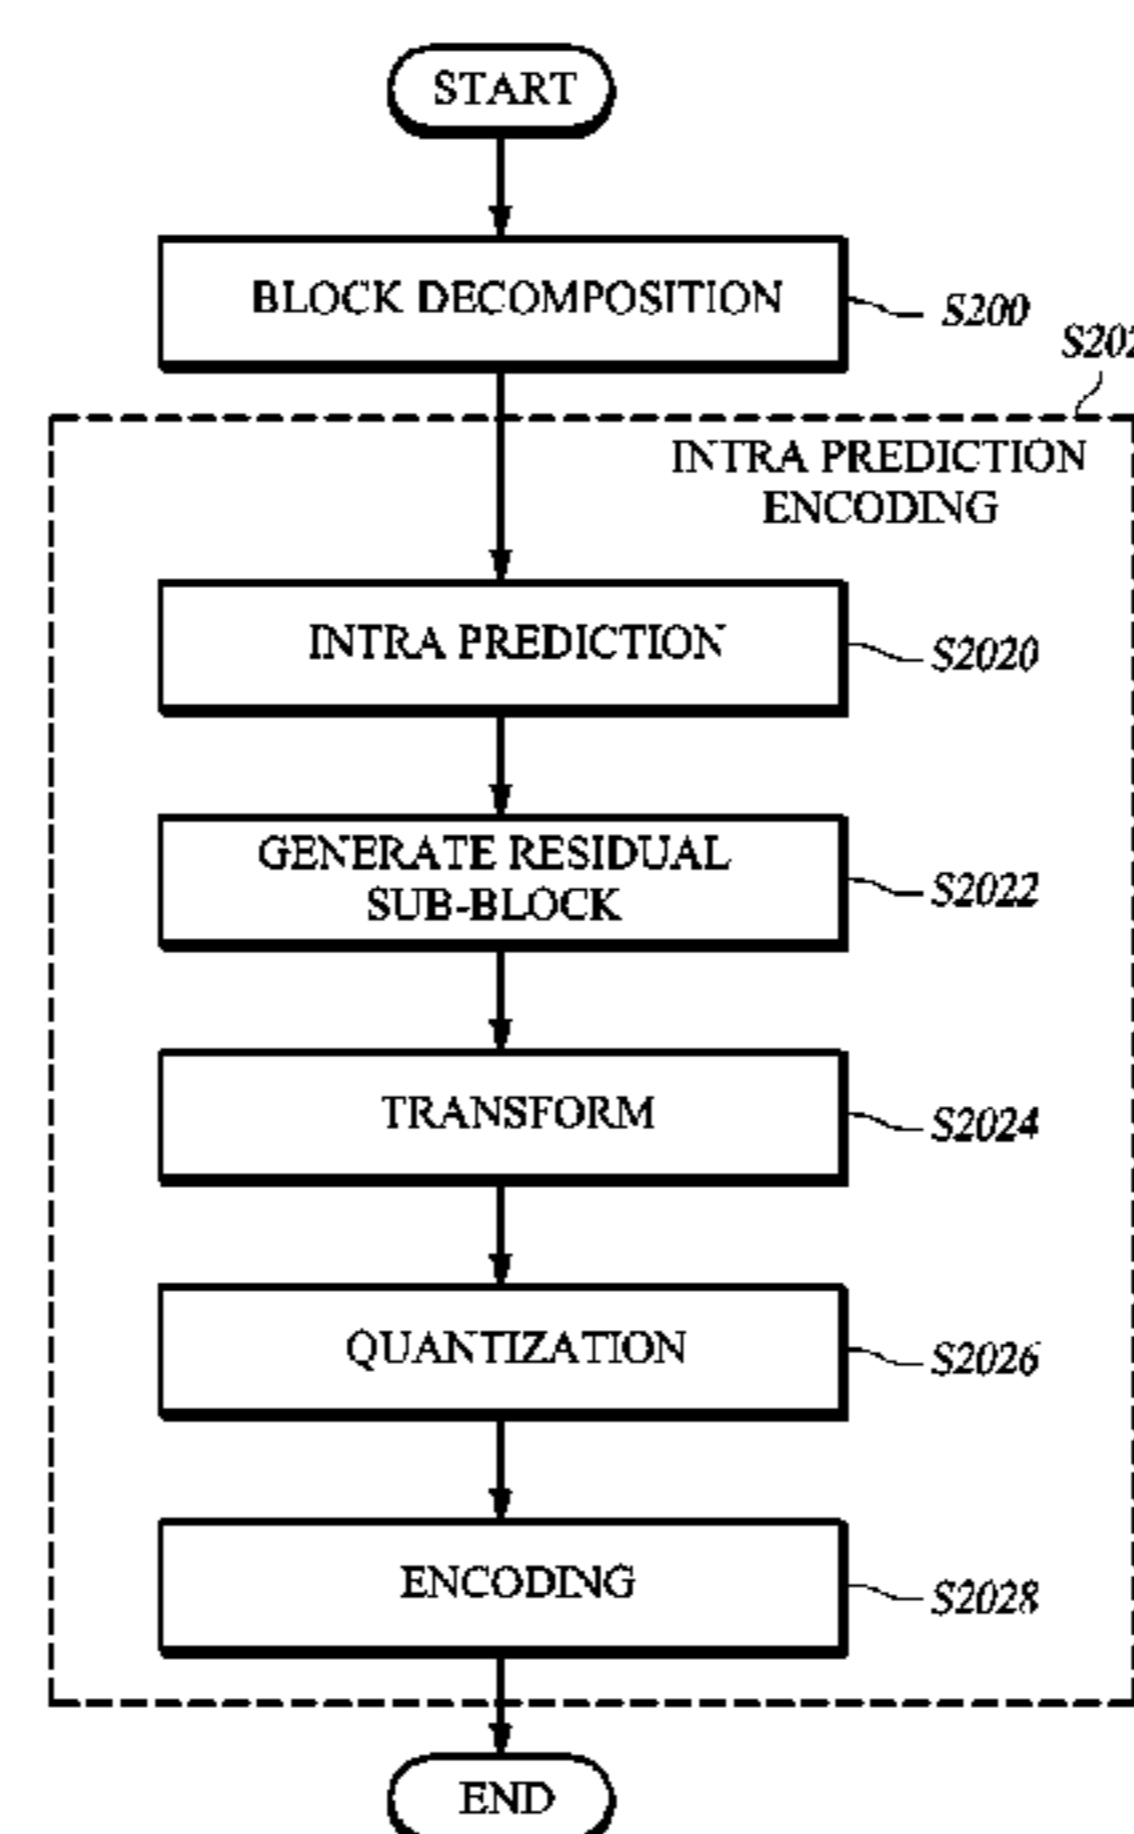 START
BLOCK DECOMPOSITION
S200
S202
INTRA PREDICTION
ENCODING
INTRA PREDICTION
S2020
GENERATE RESIDUAL
SUB-BLOCK
S2022
TRANSFORM
S2024
QUANTIZATION
S2026
ENCODING
S2028
END